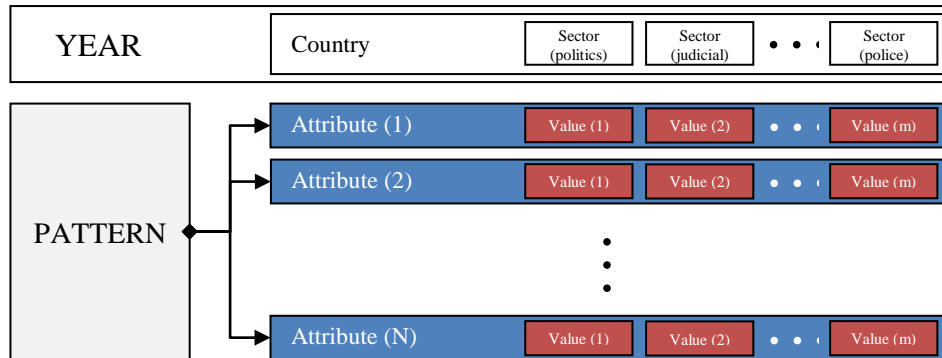 YEAR
Country
Sector
(politics)
Sector
(judicial)
Sector
(police)
PATTERN
Attribute (1)
Value (1)
Value (2)
Value (m)
Attribute (2)
Value (1)
Value (2)
Value (m)
Attribute (N)
Value (1)
Value (2)
Value (m)